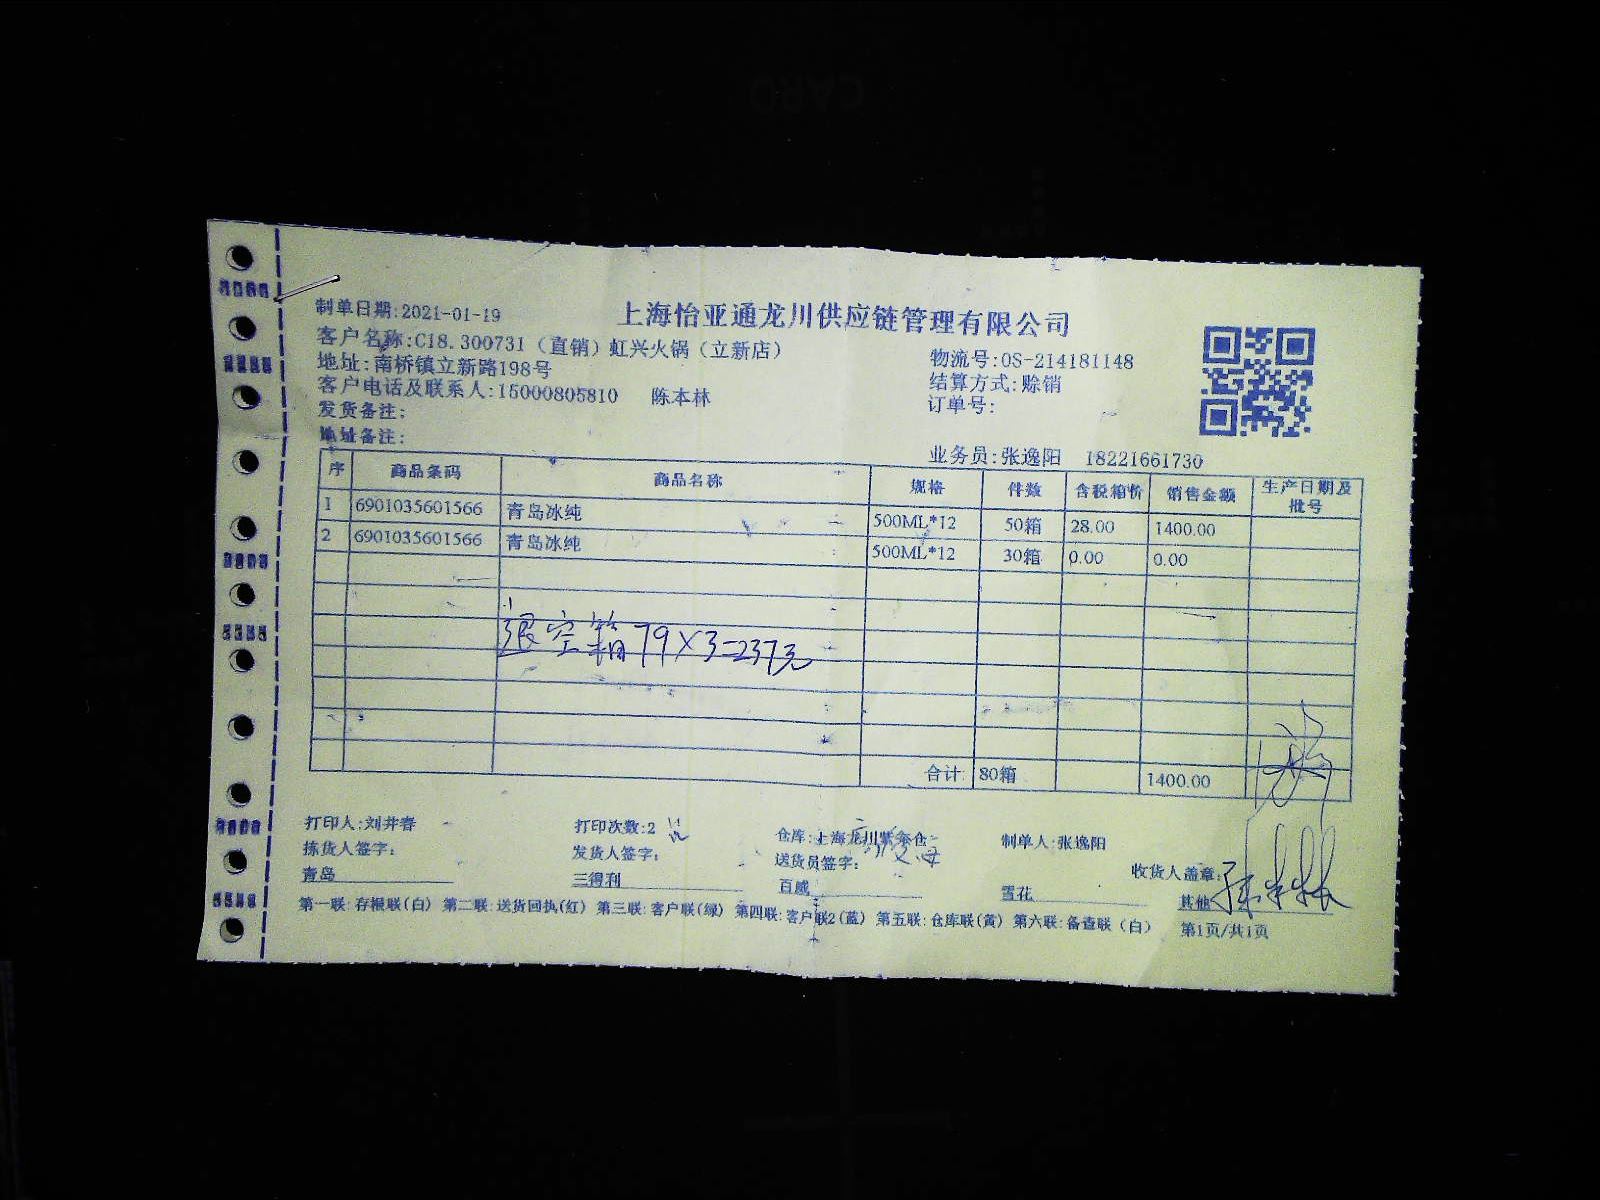 制单日期:2021-01-19
上海怡亚通龙川供应链管理有限公司
客户名称:C18.300731（直销）虹兴火锅（立新店）
物流号:OS-214181148
地址:南桥镇立新路198号
结算方式:赊销
客户电话及联系人:15000805810 陈本林
订单号:
发货备注:
地址备注:
业务员:张逸阳 18221661730
序 商品条码 商品名称 规格 件数 含税箱价 销售金额 生产日期及批号
1 6901035601566 青岛冰纯 500ML*12 50箱 28.00 1400.00
2 6901035601566 青岛冰纯 500ML*12 30箱 0.00 0.00
退空箱 79X3=237元
合计: 80箱 1400.00
打印人:刘井春 打印次数:2 仓库:上海龙川紫东仓 制单人:张逸阳
拣货人签字: 发货人签字: 送货员签字: 收货人盖章:
青岛 三得利 百威 雪花 其他
陈本林
第一联:存根联(白) 第二联:送货回执(红) 第三联:客户联(绿) 第四联:客户联2(蓝) 第五联:仓库联(黄) 第六联:备查联（白） 第1页/共1页